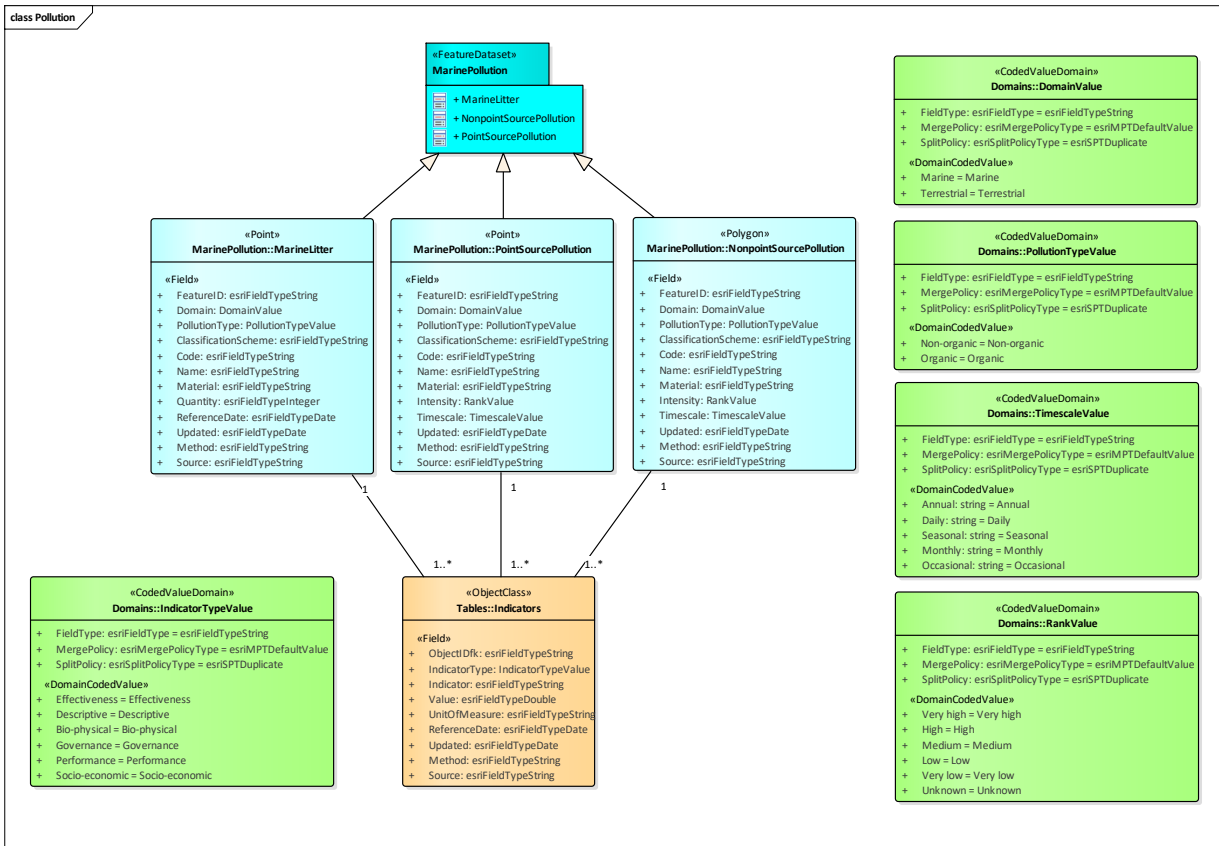 class Pollution
«FeatureDataset»
MarinePollution
+ MarineLitter
+ NonpointSourcePollution
+ PointSourcePollution
«Point»
MarinePollution::MarineLitter
«Field»
+ FeatureID: esriFieldTypeString
+ Domain: DomainValue
+ PollutionType: PollutionTypeValue
+ ClassificationScheme: esriFieldTypeString
+ Code: esriFieldTypeString
+ Name: esriFieldTypeString
+ Material: esriFieldTypeString
+ Quantity: esriFieldTypeInteger
+ ReferenceDate: esriFieldTypeDate
+ Updated: esriFieldTypeDate
+ Method: esriFieldTypeString
+ Source: esriFieldTypeString
«Point»
MarinePollution::PointSourcePollution
«Field»
+ FeatureID: esriFieldTypeString
+ Domain: DomainValue
+ PollutionType: PollutionTypeValue
+ ClassificationScheme: esriFieldTypeString
+ Code: esriFieldTypeString
+ Name: esriFieldTypeString
+ Material: esriFieldTypeString
+ Intensity: RankValue
+ Timescale: TimescaleValue
+ Updated: esriFieldTypeDate
+ Method: esriFieldTypeString
+ Source: esriFieldTypeString
«Polygon»
MarinePollution::NonpointSourcePollution
«Field»
+ FeatureID: esriFieldTypeString
+ Domain: DomainValue
+ PollutionType: PollutionTypeValue
+ ClassificationScheme: esriFieldTypeString
+ Code: esriFieldTypeString
+ Name: esriFieldTypeString
+ Material: esriFieldTypeString
+ Intensity: RankValue
+ Timescale: TimescaleValue
+ Updated: esriFieldTypeDate
+ Method: esriFieldTypeString
+ Source: esriFieldTypeString
1
1
1
1..*
1..*
1..*
«CodedValueDomain»
Domains::IndicatorTypeValue
+ FieldType: esriFieldType = esriFieldTypeString
+ MergePolicy: esriMergePolicyType = esriMPTDefaultValue
+ SplitPolicy: esriSplitPolicyType = esriSPTDuplicate
«DomainCodedValue»
+ Effectiveness = Effectiveness
+ Descriptive = Descriptive
+ Bio-physical = Bio-physical
+ Governance = Governance
+ Performance = Performance
+ Socio-economic = Socio-economic
«ObjectClass»
Tables::Indicators
«Field»
+ ObjectIDfk: esriFieldTypeString
+ IndicatorType: IndicatorTypeValue
+ Indicator: esriFieldTypeString
+ Value: esriFieldTypeDouble
+ UnitOfMeasure: esriFieldTypeString
+ ReferenceDate: esriFieldTypeDate
+ Updated: esriFieldTypeDate
+ Method: esriFieldTypeString
+ Source: esriFieldTypeString
«CodedValueDomain»
Domains::DomainValue
+ FieldType: esriFieldType = esriFieldTypeString
+ MergePolicy: esriMergePolicyType = esriMPTDefaultValue
+ SplitPolicy: esriSplitPolicyType = esriSPTDuplicate
«DomainCodedValue»
+ Marine = Marine
+ Terrestrial = Terrestrial
«CodedValueDomain»
Domains::PollutionTypeValue
+ FieldType: esriFieldType = esriFieldTypeString
+ MergePolicy: esriMergePolicyType = esriMPTDefaultValue
+ SplitPolicy: esriSplitPolicyType = esriSPTDuplicate
«DomainCodedValue»
+ Non-organic = Non-organic
+ Organic = Organic
«CodedValueDomain»
Domains::TimescaleValue
+ FieldType: esriFieldType = esriFieldTypeString
+ MergePolicy: esriMergePolicyType = esriMPTDefaultValue
+ SplitPolicy: esriSplitPolicyType = esriSPTDuplicate
«DomainCodedValue»
+ Annual: string = Annual
+ Daily: string = Daily
+ Seasonal: string = Seasonal
+ Monthly: string = Monthly
+ Occasional: string = Occasional
«CodedValueDomain»
Domains::RankValue
+ FieldType: esriFieldType = esriFieldTypeString
+ MergePolicy: esriMergePolicyType = esriMPTDefaultValue
+ SplitPolicy: esriSplitPolicyType = esriSPTDuplicate
«DomainCodedValue»
+ Very high = Very high
+ High = High
+ Medium = Medium
+ Low = Low
+ Very low = Very low
+ Unknown = Unknown